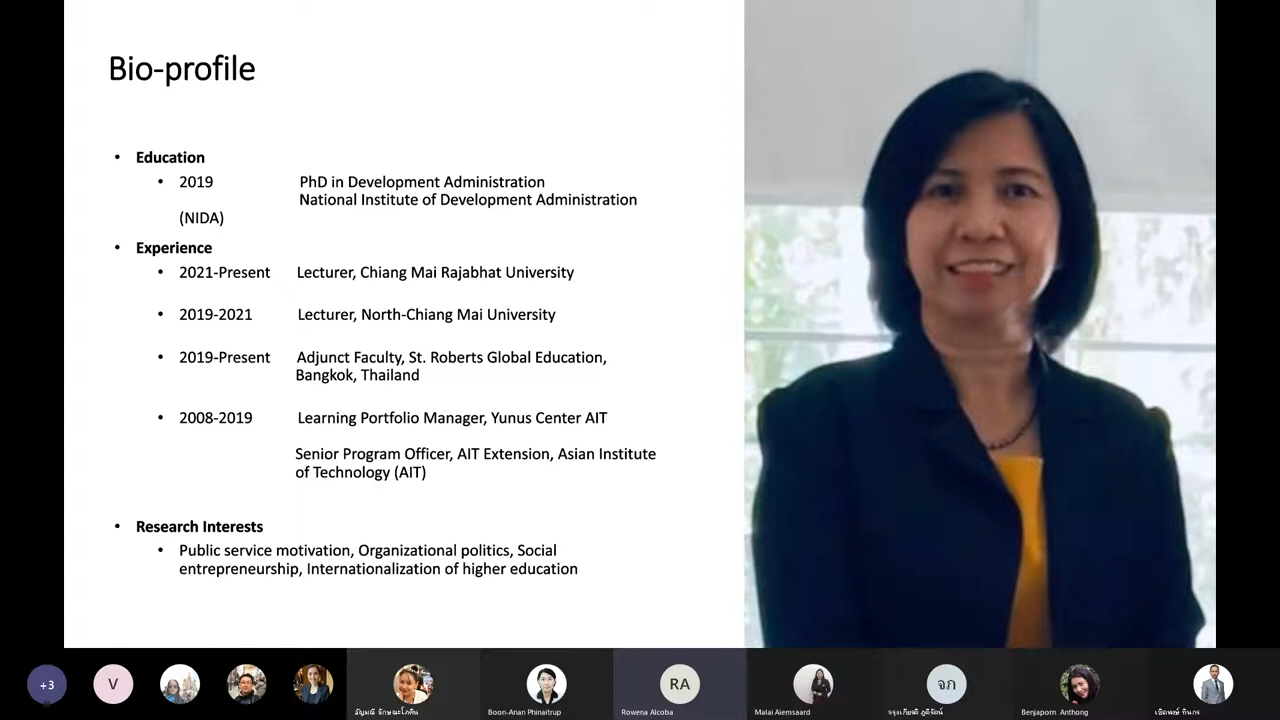 Bio-profile
• Education
• 2019 PhD in Development Administration
National Institute of Development Administration
(NIDA)
• Experience
• 2021-Present Lecturer, Chiang Mai Rajabhat University
• 2019-2021 Lecturer, North-Chiang Mai University
• 2019-Present Adjunct Faculty, St. Roberts Global Education,
Bangkok, Thailand
• 2008-2019 Learning Portfolio Manager, Yunus Center AIT
Senior Program Officer, AIT Extension, Asian Institute
of Technology (AIT)
• Research Interests
• Public service motivation, Organizational politics, Social
entrepreneurship, Internationalization of higher education
+3
V
RA
จภ
Boon-Anan Phinaitrup
Rowena Alcoba
Malai Aiemsaard
Benjaporn Anthong